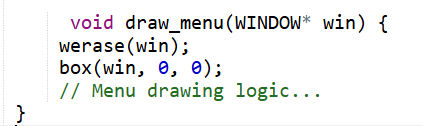 void draw_menu(WINDOW* win) {
werase(win);
box(win, 0, 0);
// Menu drawing logic...
}